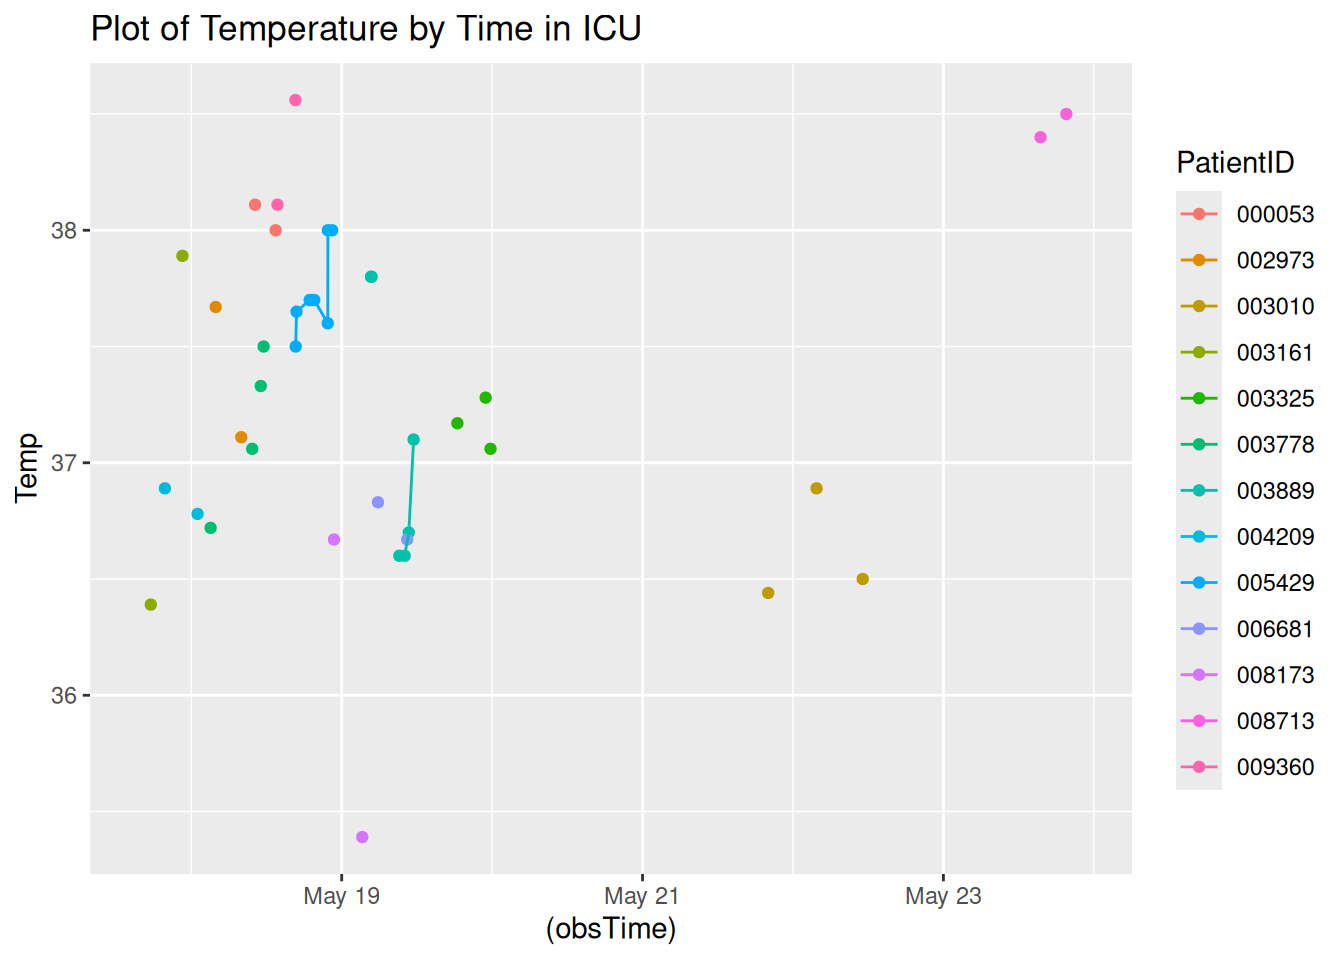 Plot of Temperature by Time in ICU
Temp
38
37
36
May 19
May 21
May 23
(obsTime)
PatientID
000053
002973
003010
003161
003325
003778
003889
004209
005429
006681
008173
008713
009360